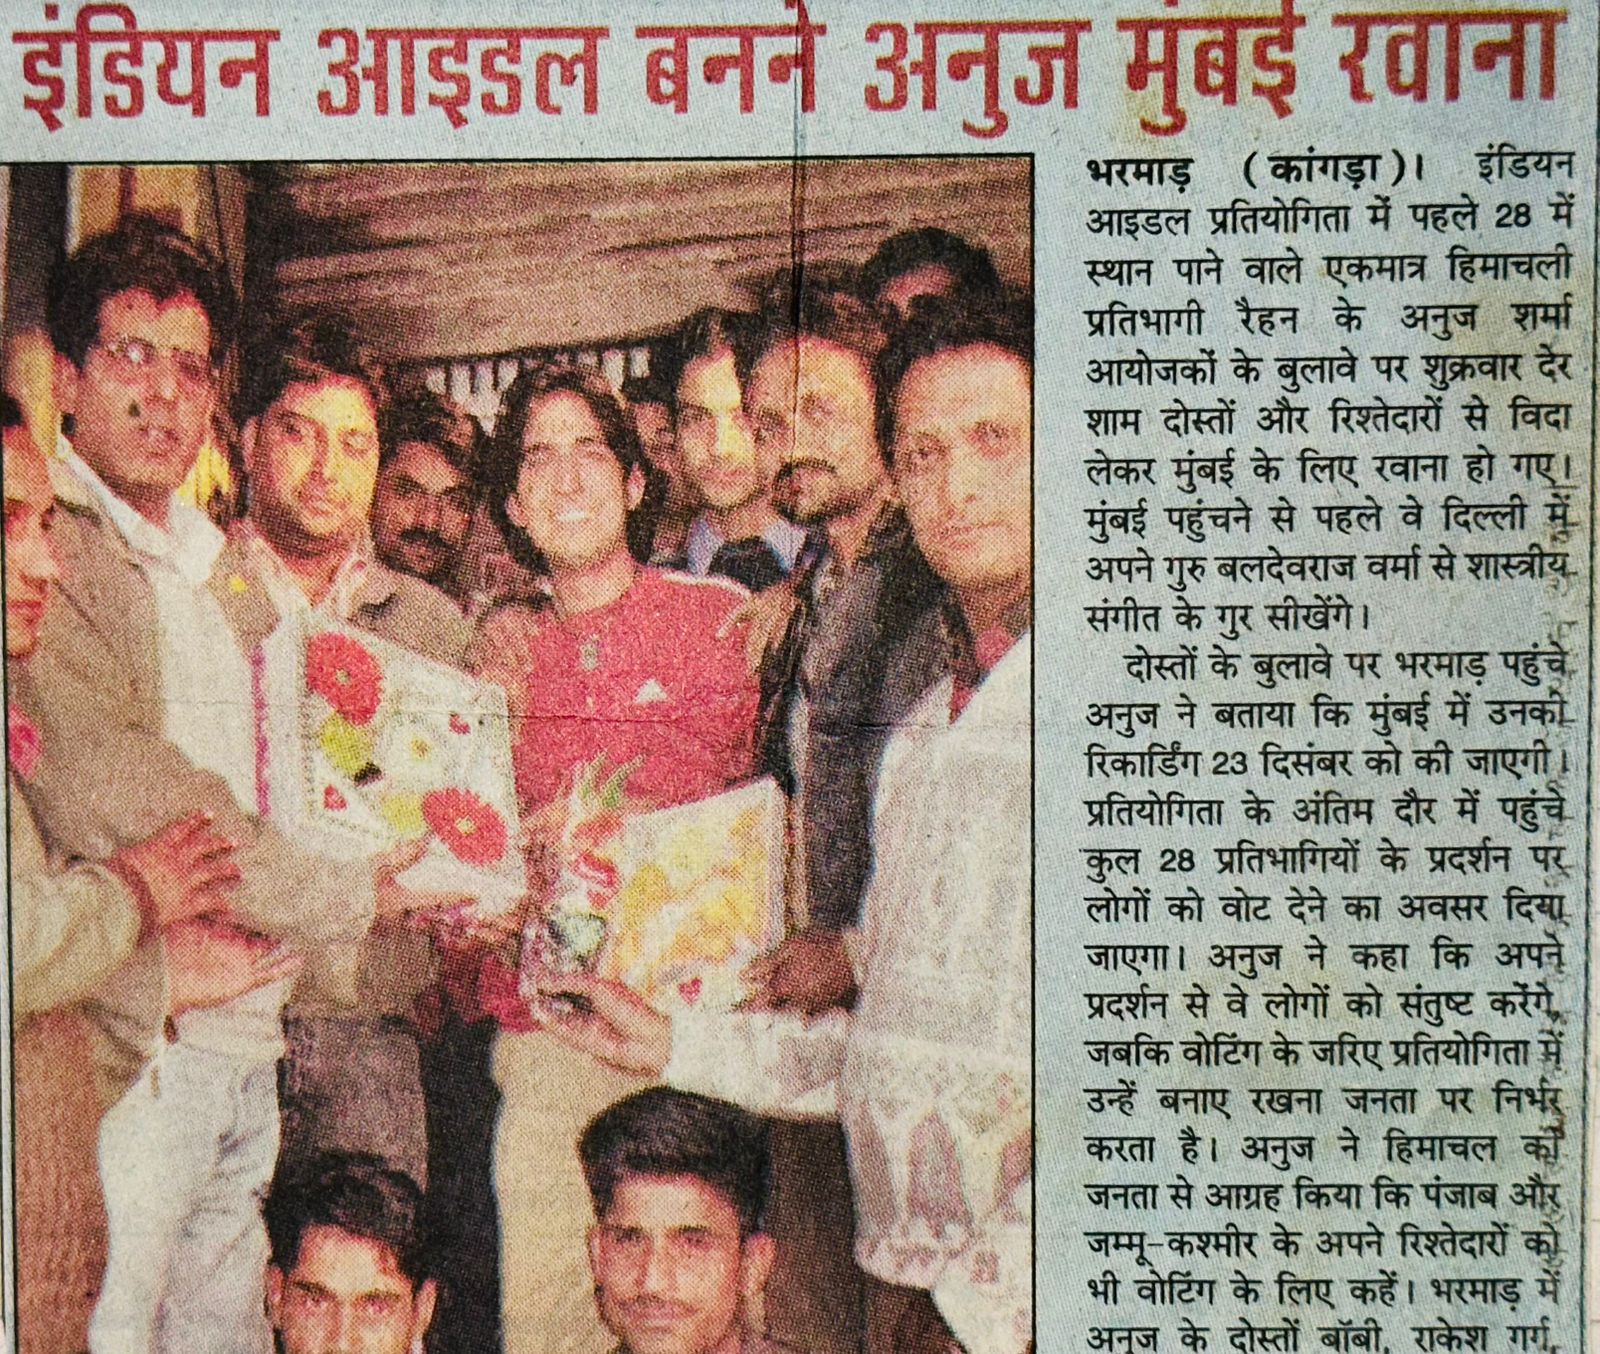 इंडियन आइडल बनने अनुज मुंबई रवाना
भरमाड़ (कांगड़ा)। इंडियन
आइडल प्रतियोगिता में पहले 28 में
स्थान पाने वाले एकमात्र हिमाचली
प्रतिभागी रैहन के अनुज शर्मा
आयोजकों के बुलावे पर शुक्रवार देर
शाम दोस्तों और रिश्तेदारों से विदा
लेकर मुंबई के लिए रवाना हो गए।
मुंबई पहुंचने से पहले वे दिल्ली में
अपने गुरु बलदेवराज वर्मा से शास्त्रीय
संगीत के गुर सीखेंगे।
दोस्तों के बुलावे पर भरमाड़ पहुंचे
अनुज ने बताया कि मुंबई में उनकी
रिकार्डिंग 23 दिसंबर को की जाएगी।
प्रतियोगिता के अंतिम दौर में पहुंचे
कुल 28 प्रतिभागियों के प्रदर्शन पर
लोगों को वोट देने का अवसर दिया
जाएगा। अनुज ने कहा कि अपने
प्रदर्शन से वे लोगों को संतुष्ट करेंगे,
जबकि वोटिंग के जरिए प्रतियोगिता में
उन्हें बनाए रखना जनता पर निर्भर
करता है। अनुज ने हिमाचल की
जनता से आग्रह किया कि पंजाब और
जम्मू-कश्मीर के अपने रिश्तेदारों को
भी वोटिंग के लिए कहें। भरमाड़ में
अनुज के दोस्तों बॉबी, राकेश गर्ग,